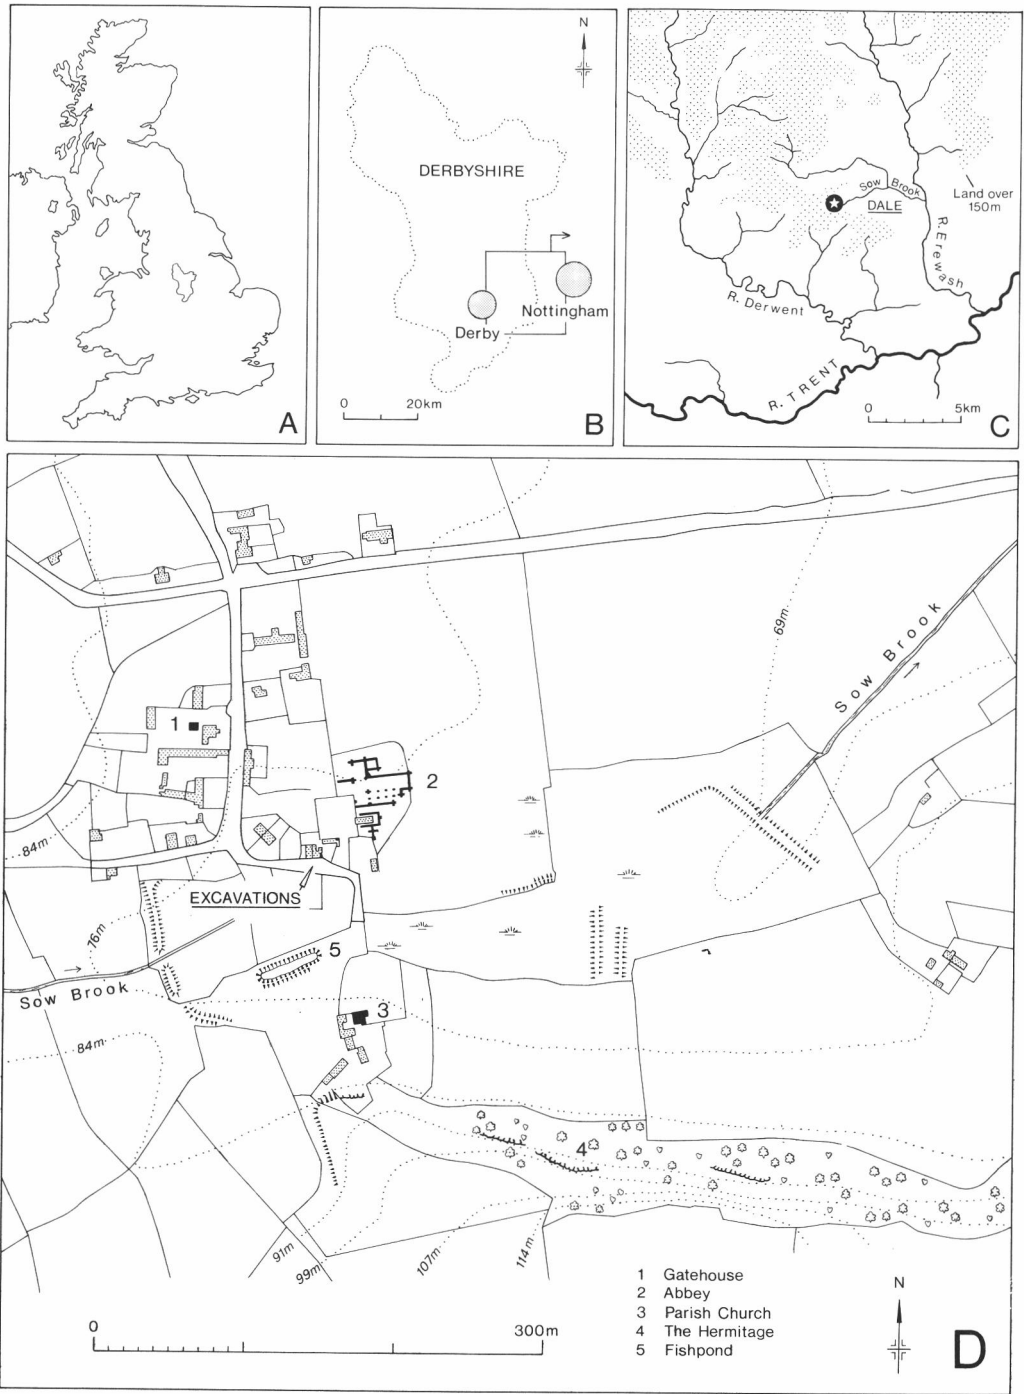 A
N
DERBYSHIRE
Nottingham
Derby
0 20km
B
Sow Brook
DALE
Land over
150m
R. Erewash
R. Derwent
R. TRENT
0 5km
C
69m
Sow Brook
1
2
84m
EXCAVATIONS
76m
5
Sow Brook
3
84m
4
91m
99m
107m
114m
1 Gatehouse
2 Abbey
3 Parish Church
4 The Hermitage
5 Fishpond
N
0 300m
D